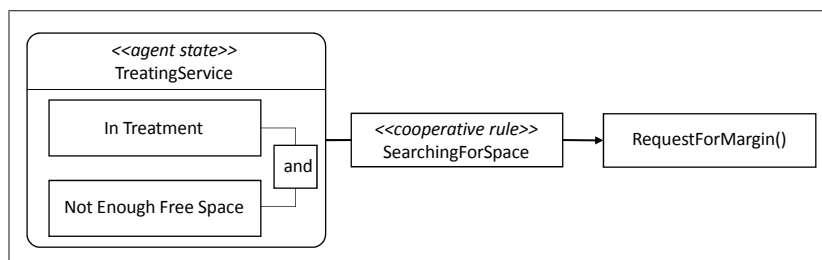 <<agent state>>
TreatingService
In Treatment
and
Not Enough Free Space
<<cooperative rule>>
SearchingForSpace
RequestForMargin()